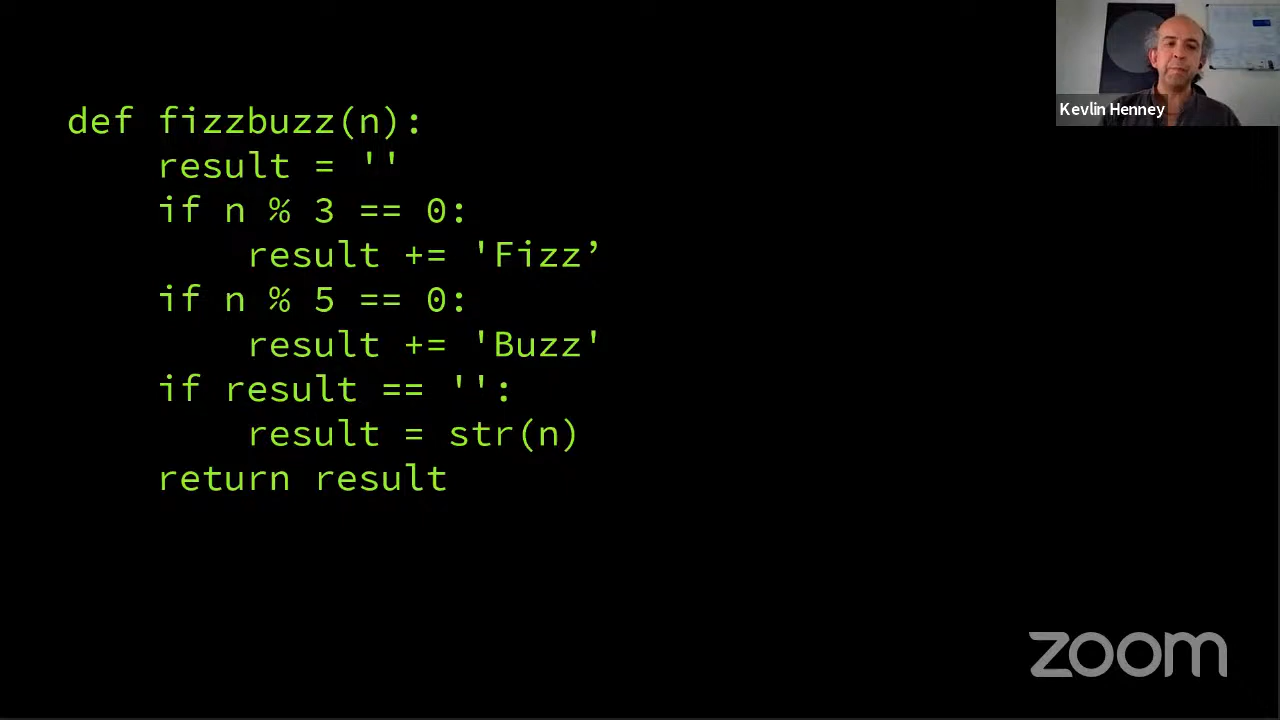 def fizzbuzz(n):
    result = ''
    if n % 3 == 0:
        result += 'Fizz’
    if n % 5 == 0:
        result += 'Buzz'
    if result == '':
        result = str(n)
    return result
Kevlin Henney
zoom